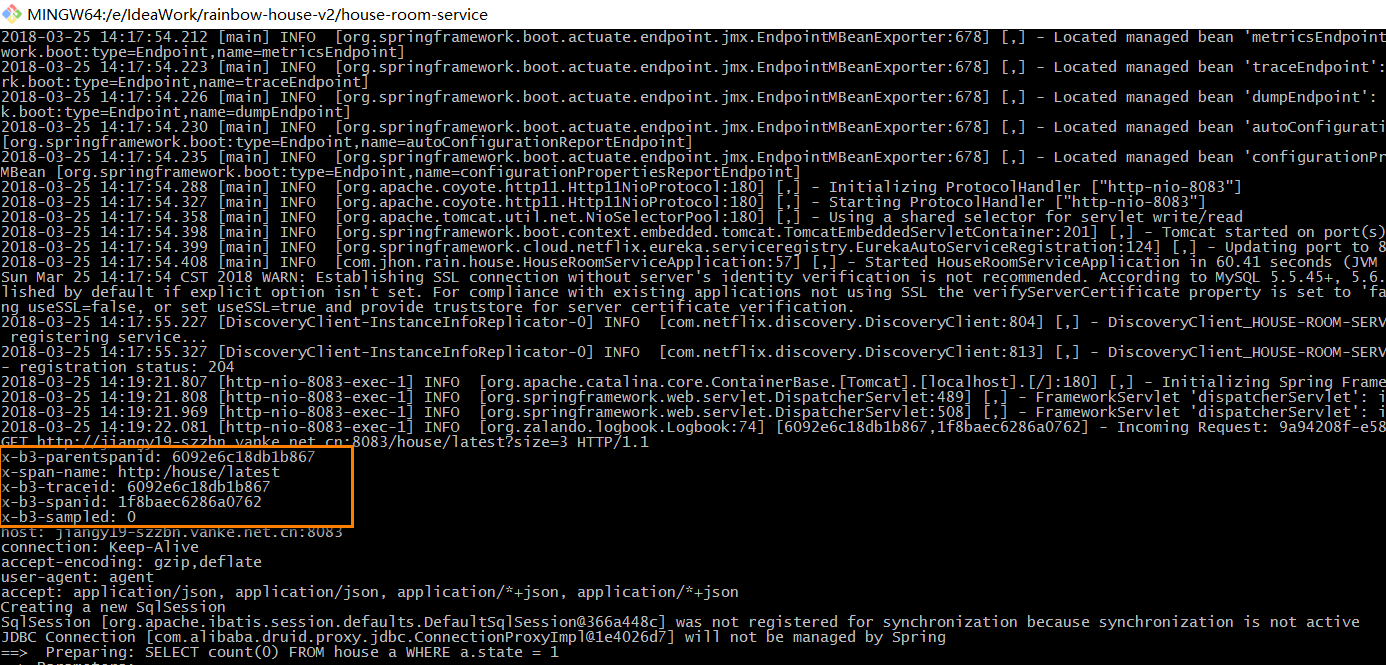 MINGW64:/e/IdeaWork/rainbow-house-v2/house-room-service
2018-03-25 14:17:54.212 [main] INFO  [org.springframework.boot.actuate.endpoint.jmx.EndpointMBeanExporter:678] [,] - Located managed bean 'metricsEndpoint
work.boot:type=Endpoint,name=metricsEndpoint]
2018-03-25 14:17:54.223 [main] INFO  [org.springframework.boot.actuate.endpoint.jmx.EndpointMBeanExporter:678] [,] - Located managed bean 'traceEndpoint':
rk.boot:type=Endpoint,name=traceEndpoint]
2018-03-25 14:17:54.226 [main] INFO  [org.springframework.boot.actuate.endpoint.jmx.EndpointMBeanExporter:678] [,] - Located managed bean 'dumpEndpoint':
k.boot:type=Endpoint,name=dumpEndpoint]
2018-03-25 14:17:54.230 [main] INFO  [org.springframework.boot.actuate.endpoint.jmx.EndpointMBeanExporter:678] [,] - Located managed bean 'autoConfigurati
[org.springframework.boot:type=Endpoint,name=autoConfigurationReportEndpoint]
2018-03-25 14:17:54.235 [main] INFO  [org.springframework.boot.actuate.endpoint.jmx.EndpointMBeanExporter:678] [,] - Located managed bean 'configurationPr
MBean [org.springframework.boot:type=Endpoint,name=configurationPropertiesReportEndpoint]
2018-03-25 14:17:54.288 [main] INFO  [org.apache.coyote.http11.Http11NioProtocol:180] [,] - Initializing ProtocolHandler ["http-nio-8083"]
2018-03-25 14:17:54.327 [main] INFO  [org.apache.coyote.http11.Http11NioProtocol:180] [,] - Starting ProtocolHandler ["http-nio-8083"]
2018-03-25 14:17:54.358 [main] INFO  [org.apache.tomcat.util.net.NioSelectorPool:180] [,] - Using a shared selector for servlet write/read
2018-03-25 14:17:54.398 [main] INFO  [org.springframework.boot.context.embedded.tomcat.TomcatEmbeddedServletContainer:201] [,] - Tomcat started on port(s)
2018-03-25 14:17:54.399 [main] INFO  [org.springframework.cloud.netflix.eureka.serviceregistry.EurekaAutoServiceRegistration:124] [,] - Updating port to 8
2018-03-25 14:17:54.408 [main] INFO  [com.jhon.rain.house.HouseRoomServiceApplication:57] [,] - Started HouseRoomServiceApplication in 60.41 seconds (JVM
Sun Mar 25 14:17:54 CST 2018 WARN: Establishing SSL connection without server's identity verification is not recommended. According to MySQL 5.5.45+, 5.6.
lished by default if explicit option isn't set. For compliance with existing applications not using SSL the verifyServerCertificate property is set to 'fa
ng useSSL=false, or set useSSL=true and provide truststore for server certificate verification.
2018-03-25 14:17:55.227 [DiscoveryClient-InstanceInfoReplicator-0] INFO  [com.netflix.discovery.DiscoveryClient:804] [,] - DiscoveryClient_HOUSE-ROOM-SERV
registering service...
2018-03-25 14:17:55.327 [DiscoveryClient-InstanceInfoReplicator-0] INFO  [com.netflix.discovery.DiscoveryClient:813] [,] - DiscoveryClient_HOUSE-ROOM-SERV
- registration status: 204
2018-03-25 14:19:21.807 [http-nio-8083-exec-1] INFO  [org.apache.catalina.core.ContainerBase.[Tomcat].[localhost].[/]:180] [,] - Initializing Spring Frame
2018-03-25 14:19:21.808 [http-nio-8083-exec-1] INFO  [org.springframework.web.servlet.DispatcherServlet:489] [,] - FrameworkServlet 'dispatcherServlet': i
2018-03-25 14:19:21.969 [http-nio-8083-exec-1] INFO  [org.springframework.web.servlet.DispatcherServlet:508] [,] - FrameworkServlet 'dispatcherServlet': i
2018-03-25 14:19:22.081 [http-nio-8083-exec-1] INFO  [org.zalando.logbook.Logbook:74] [6092e6c18db1b867,1f8baec6286a0762] - Incoming Request: 9a94208f-e58
GET http://jiangy19-szzbn.vanke.net.cn:8083/house/latest?size=3 HTTP/1.1
x-b3-parentspanid: 6092e6c18db1b867
x-span-name: http:/house/latest
x-b3-traceid: 6092e6c18db1b867
x-b3-spanid: 1f8baec6286a0762
x-b3-sampled: 0
host: jiangy19-szzbn.vanke.net.cn:8083
connection: Keep-Alive
accept-encoding: gzip,deflate
user-agent: agent
accept: application/json, application/json, application/*+json, application/*+json
Creating a new SqlSession
SqlSession [org.apache.ibatis.session.defaults.DefaultSqlSession@366a448c] was not registered for synchronization because synchronization is not active
JDBC Connection [com.alibaba.druid.proxy.jdbc.ConnectionProxyImpl@1e4026d7] will not be managed by Spring
==>  Preparing: SELECT count(0) FROM house a WHERE a.state = 1